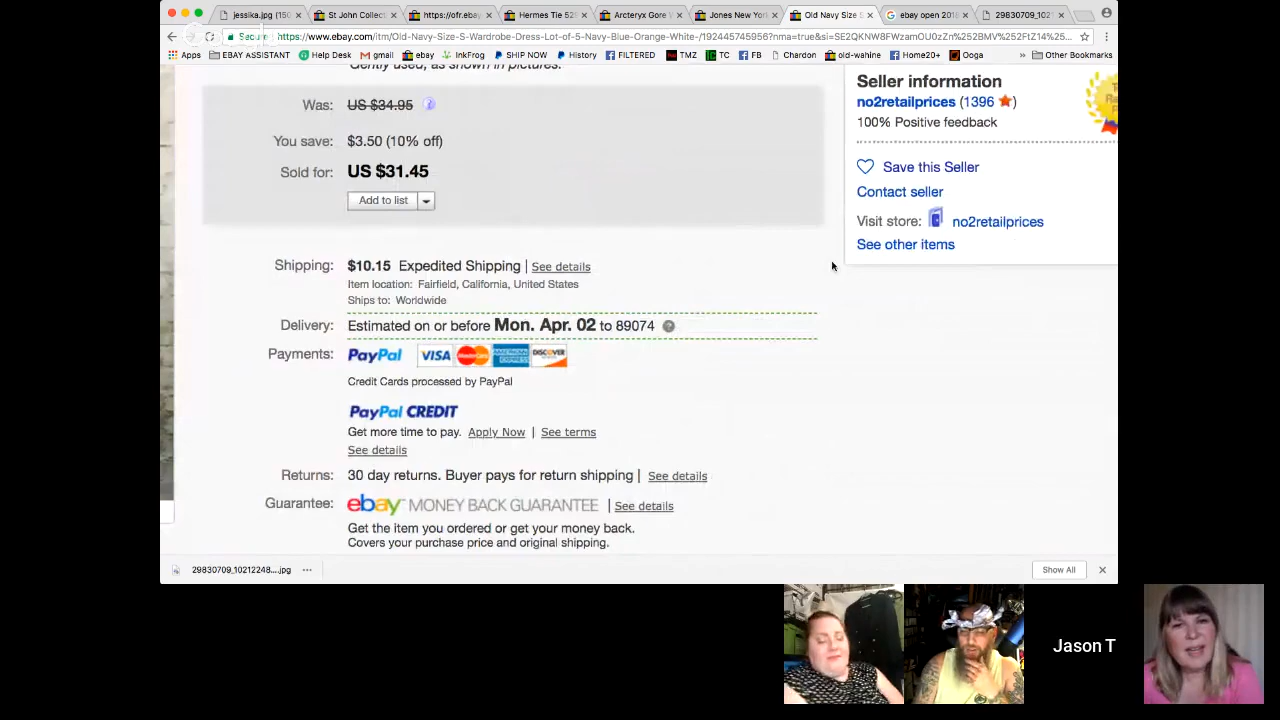 jessika.jpg (150
St John Collect
https://ofr.ebay
Hermes Tie 529
Arcteryx Gore W
Jones New York
Old Navy Size S
ebay open 2018
29830709_1021
Secure https://www.ebay.com/itm/Old-Navy-Size-S-Wardrobe-Dress-Lot-of-5-Navy-Blue-Orange-White-/192445745956?nma=true&si=SE2QKNW8FWzamOU0zZn%252BMV%252FtZ14%25...
Apps EBAY ASSISTANT Help Desk gmail ebay InkFrog SHIP NOW History FILTERED TMZ TC FB Chardon old-wahine Home20+ Ooga » Other Bookmarks
Gently used, as shown in pictures.
Was: US $34.95
You save: $3.50 (10% off)
Sold for: US $31.45
Add to list
Shipping: $10.15 Expedited Shipping | See details
Item location: Fairfield, California, United States
Ships to: Worldwide
Delivery: Estimated on or before Mon. Apr. 02 to 89074
Payments: PayPal VISA MasterCard AMERICAN EXPRESS DISCOVER
Credit Cards processed by PayPal
PayPal CREDIT
Get more time to pay. Apply Now | See terms
See details
Returns: 30 day returns. Buyer pays for return shipping | See details
Guarantee: ebay MONEY BACK GUARANTEE | See details
Get the item you ordered or get your money back.
Covers your purchase price and original shipping.
Seller information
no2retailprices (1396)
100% Positive feedback
Save this Seller
Contact seller
Visit store: no2retailprices
See other items
29830709_10212248....jpg
Show All
Jason T